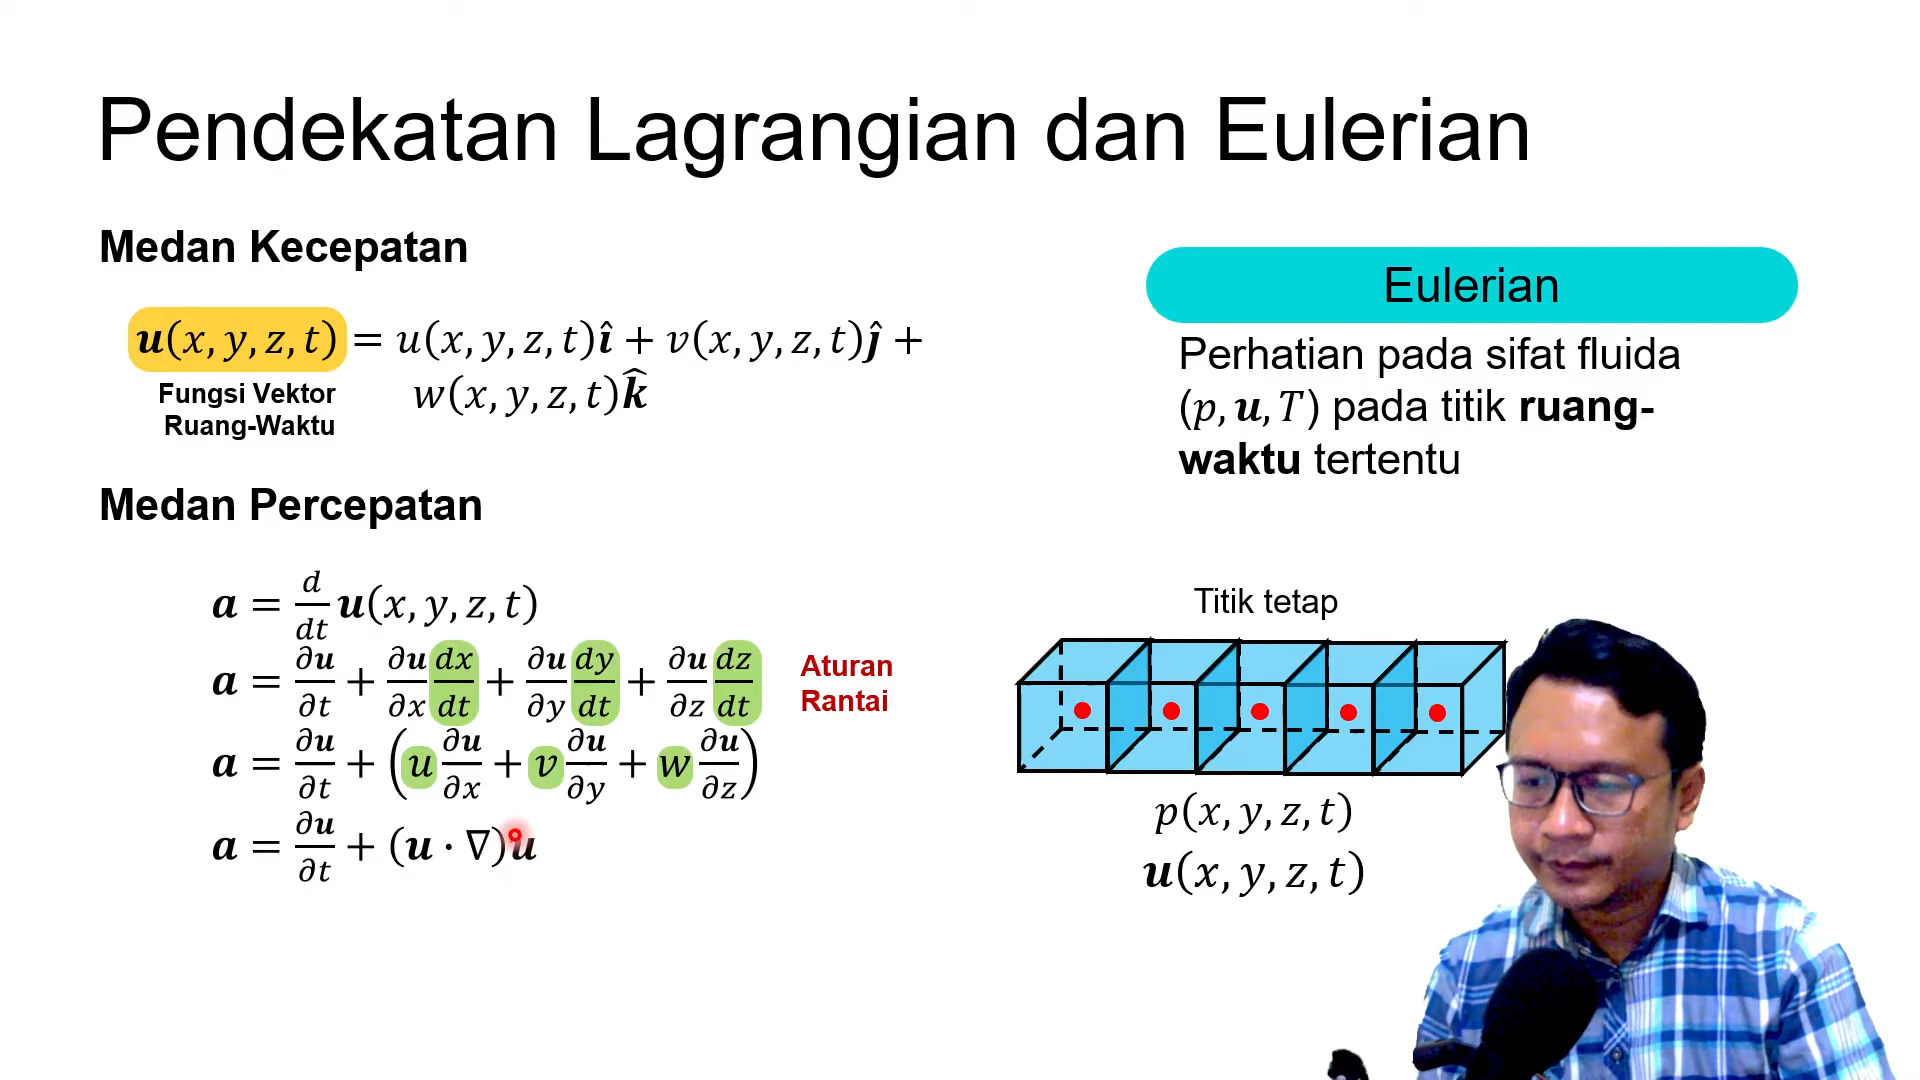 Pendekatan Lagrangian dan Eulerian
Medan Kecepatan
𝒖(x, y, z, t) = u(x, y, z, t)𝒊̂ + v(x, y, z, t)𝒋̂ +
w(x, y, z, t)𝒌̂
Fungsi Vektor
Ruang-Waktu
Medan Percepatan
𝒂 = d/dt 𝒖(x, y, z, t)
𝒂 = ∂𝒖/∂t + ∂𝒖/∂x dx/dt + ∂𝒖/∂y dy/dt + ∂𝒖/∂z dz/dt
Aturan
Rantai
𝒂 = ∂𝒖/∂t + (u ∂𝒖/∂x + v ∂𝒖/∂y + w ∂𝒖/∂z)
𝒂 = ∂𝒖/∂t + (𝒖 · ∇)𝒖
Eulerian
Perhatian pada sifat fluida
(p, 𝒖, T) pada titik ruang-
waktu tertentu
Titik tetap
p(x, y, z, t)
𝒖(x, y, z, t)